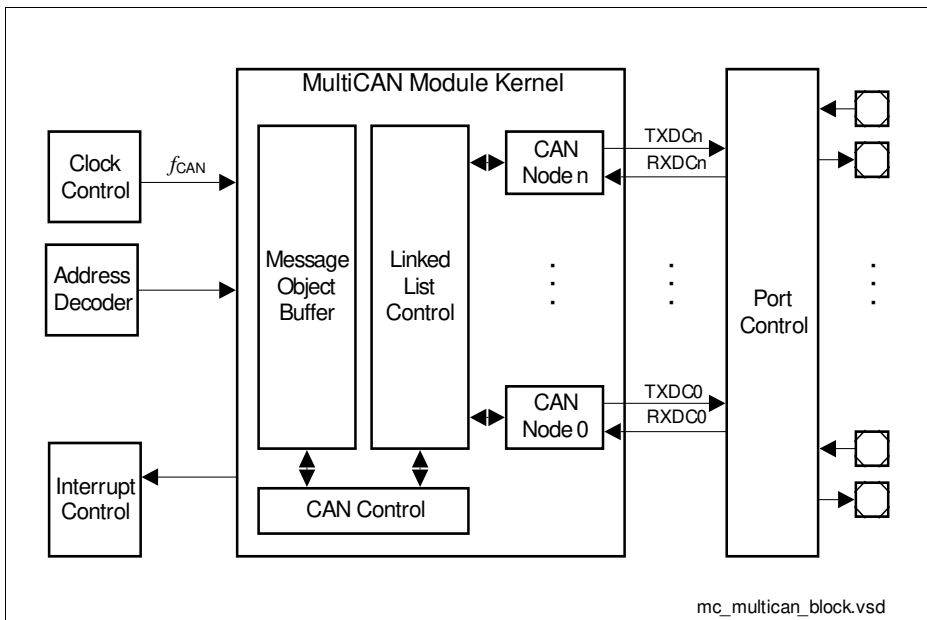 MultiCAN Module Kernel
Clock
Control
fCAN
Address
Decoder
Interrupt
Control
Message
Object
Buffer
Linked
List
Control
CAN
Node n
CAN
Node 0
CAN Control
TXDCn
RXDCn
TXDC0
RXDC0
Port
Control
mc_multican_block.vsd